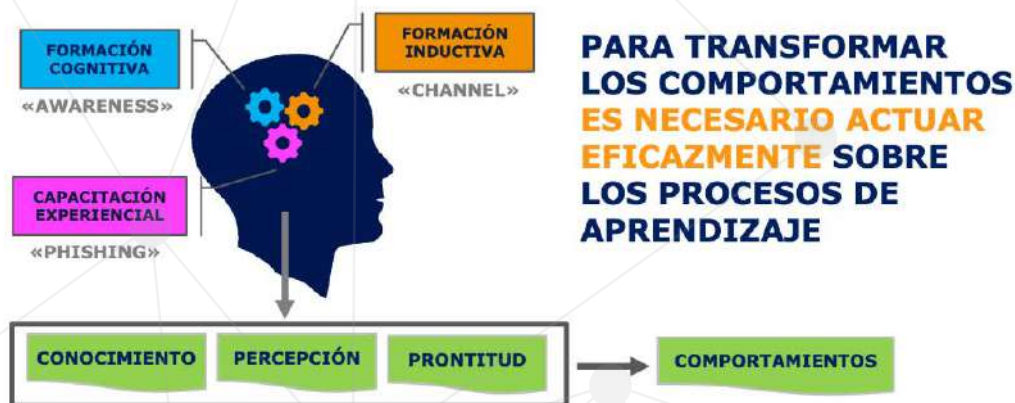 FORMACIÓN
COGNITIVA
«AWARENESS»
FORMACIÓN
INDUCTIVA
«CHANNEL»
CAPACITACIÓN
EXPERIENCIAL
«PHISHING»
PARA TRANSFORMAR
LOS COMPORTAMIENTOS
ES NECESARIO ACTUAR
EFICAZMENTE SOBRE
LOS PROCESOS DE
APRENDIZAJE
CONOCIMIENTO
PERCEPCIÓN
PRONTITUD
COMPORTAMIENTOS